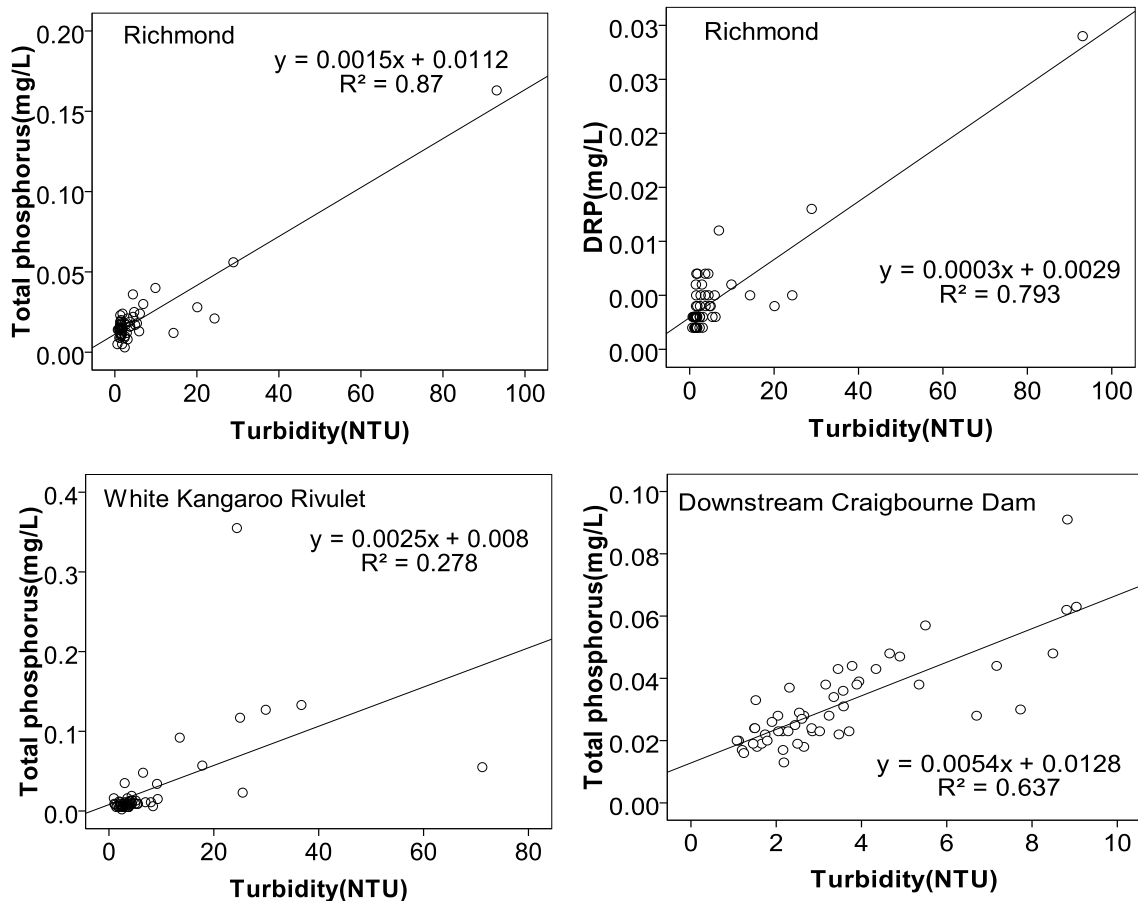 Richmond
y = 0.0015x + 0.0112
R² = 0.87
Total phosphorus(mg/L)
0.20
0.15
0.10
0.05
0.00
0 20 40 60 80 100
Turbidity(NTU)
Richmond
y = 0.0003x + 0.0029
R² = 0.793
DRP(mg/L)
0.03
0.03
0.02
0.02
0.01
0.00
0.00
0 20 40 60 80 100
Turbidity(NTU)
White Kangaroo Rivulet
y = 0.0025x + 0.008
R² = 0.278
Total phosphorus(mg/L)
0.4
0.3
0.2
0.1
0.0
0 20 40 60 80
Turbidity(NTU)
Downstream Craigbourne Dam
y = 0.0054x + 0.0128
R² = 0.637
Total phosphorus(mg/L)
0.10
0.08
0.06
0.04
0.02
0.00
0 2 4 6 8 10
Turbidity(NTU)